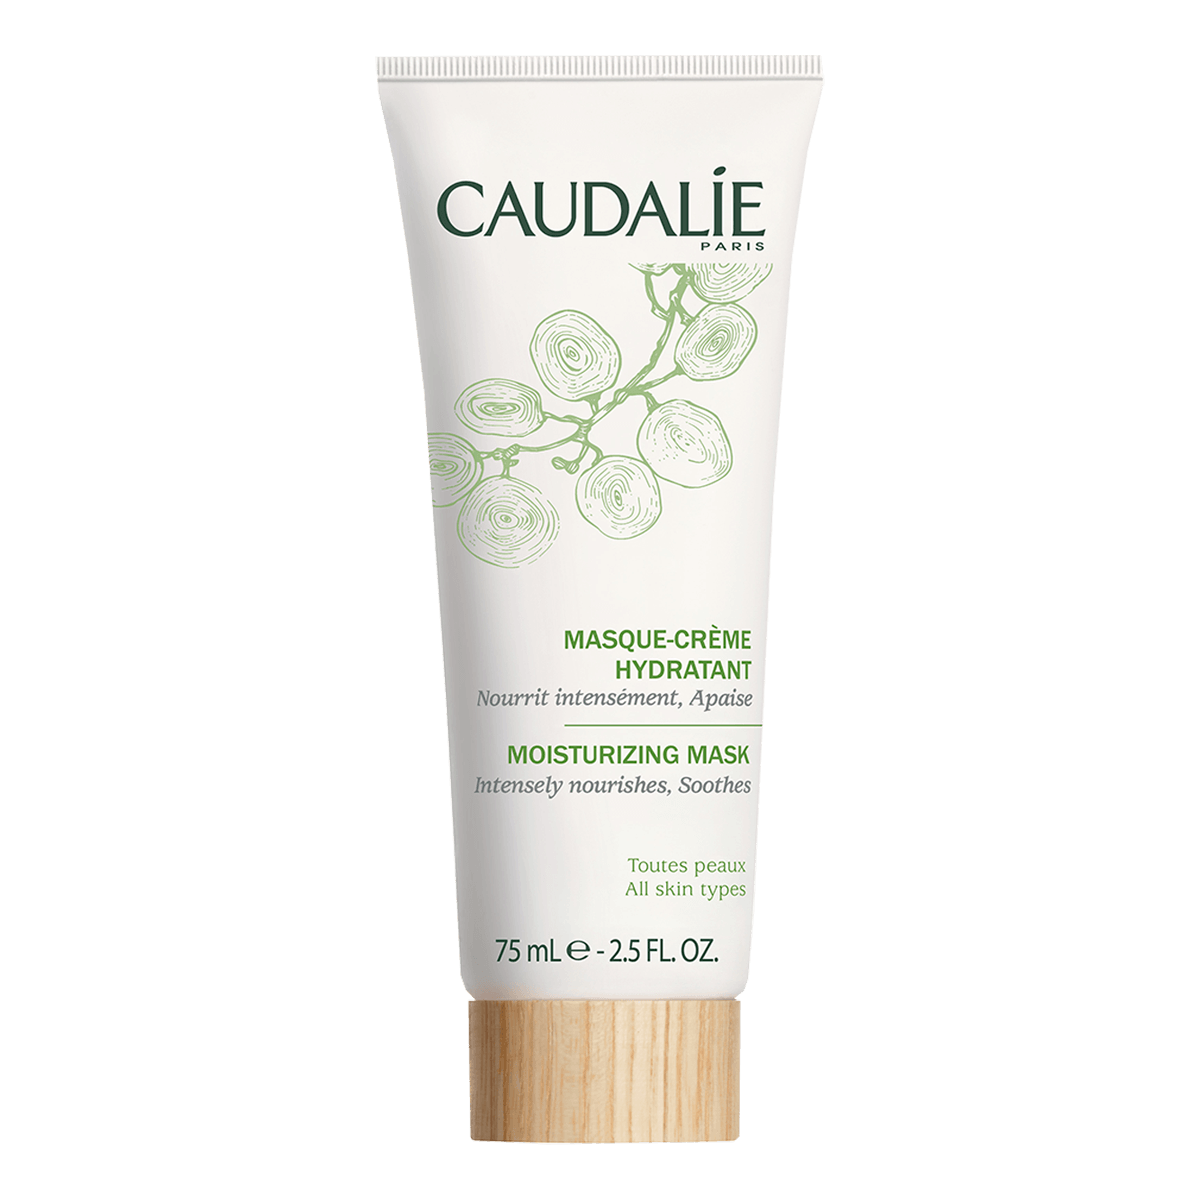 CAUDALÍE
PARIS
MASQUE-CRÈME
HYDRATANT
Nourrit intensément, Apaise
MOISTURIZING MASK
Intensely nourishes, Soothes
Toutes peaux
All skin types
75 mL ℮ - 2.5 FL. OZ.